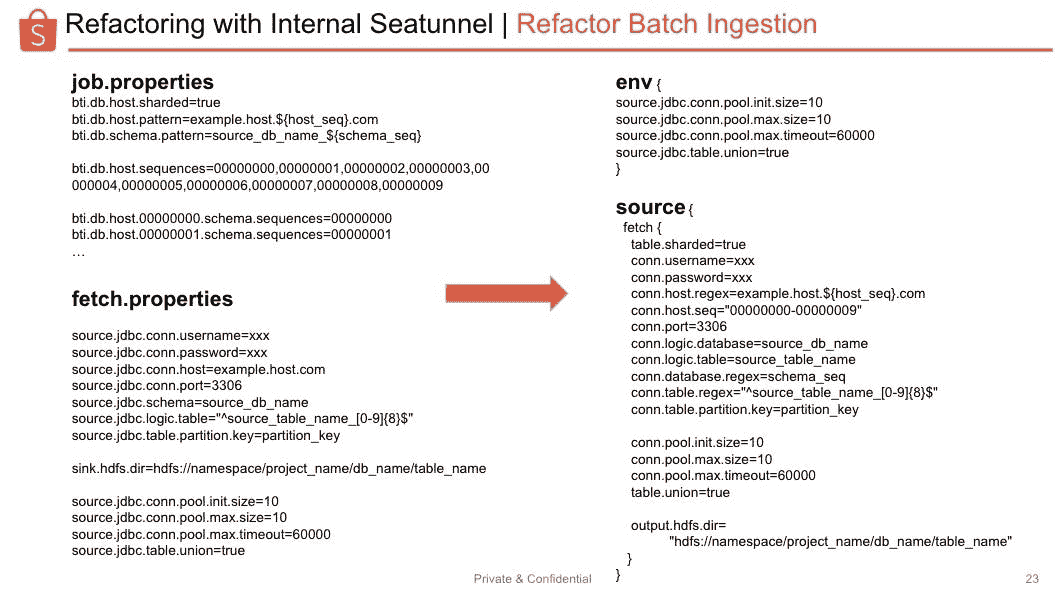 Refactoring with Internal Seatunnel | Refactor Batch Ingestion
job.properties
bti.db.host.sharded=true
bti.db.host.pattern=example.host.${host_seq}.com
bti.db.schema.pattern=source_db_name_${schema_seq}
bti.db.host.sequences=00000000,00000001,00000002,00000003,00
000004,00000005,00000006,00000007,00000008,00000009
bti.db.host.00000000.schema.sequences=00000000
bti.db.host.00000001.schema.sequences=00000001
…
fetch.properties
source.jdbc.conn.username=xxx
source.jdbc.conn.password=xxx
source.jdbc.conn.host=example.host.com
source.jdbc.conn.port=3306
source.jdbc.schema=source_db_name
source.jdbc.logic.table="^source_table_name_[0-9]{8}$"
source.jdbc.table.partition.key=partition_key
sink.hdfs.dir=hdfs://namespace/project_name/db_name/table_name
source.jdbc.conn.pool.init.size=10
source.jdbc.conn.pool.max.size=10
source.jdbc.conn.pool.max.timeout=60000
source.jdbc.table.union=true
env {
source.jdbc.conn.pool.init.size=10
source.jdbc.conn.pool.max.size=10
source.jdbc.conn.pool.max.timeout=60000
source.jdbc.table.union=true
}
source {
fetch {
table.sharded=true
conn.username=xxx
conn.password=xxx
conn.host.regex=example.host.${host_seq}.com
conn.host.seq="00000000-00000009"
conn.port=3306
conn.logic.database=source_db_name
conn.logic.table=source_table_name
conn.database.regex=schema_seq
conn.table.regex="^source_table_name_[0-9]{8}$"
conn.table.partition.key=partition_key
conn.pool.init.size=10
conn.pool.max.size=10
conn.pool.max.timeout=60000
table.union=true
output.hdfs.dir=
"hdfs://namespace/project_name/db_name/table_name"
}
}
Private & Confidential
23